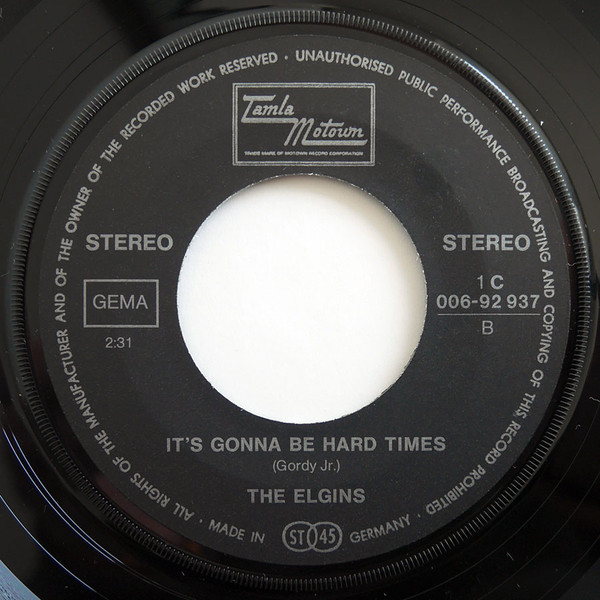 ALL RIGHTS OF THE MANUFACTURER AND OF THE OWNER OF THE RECORDED WORK RESERVED · UNAUTHORISED PUBLIC PERFORMANCE BROADCASTING AND COPYING OF THIS RECORD PROHIBITED
Tamla
Motown
TRADE MARK OF MOTOWN RECORD CORPORATION
STEREO
STEREO
GEMA
2:31
1 C
006-92 937
B
IT'S GONNA BE HARD TIMES
(Gordy Jr.)
THE ELGINS
· MADE IN ST 45 GERMANY ·